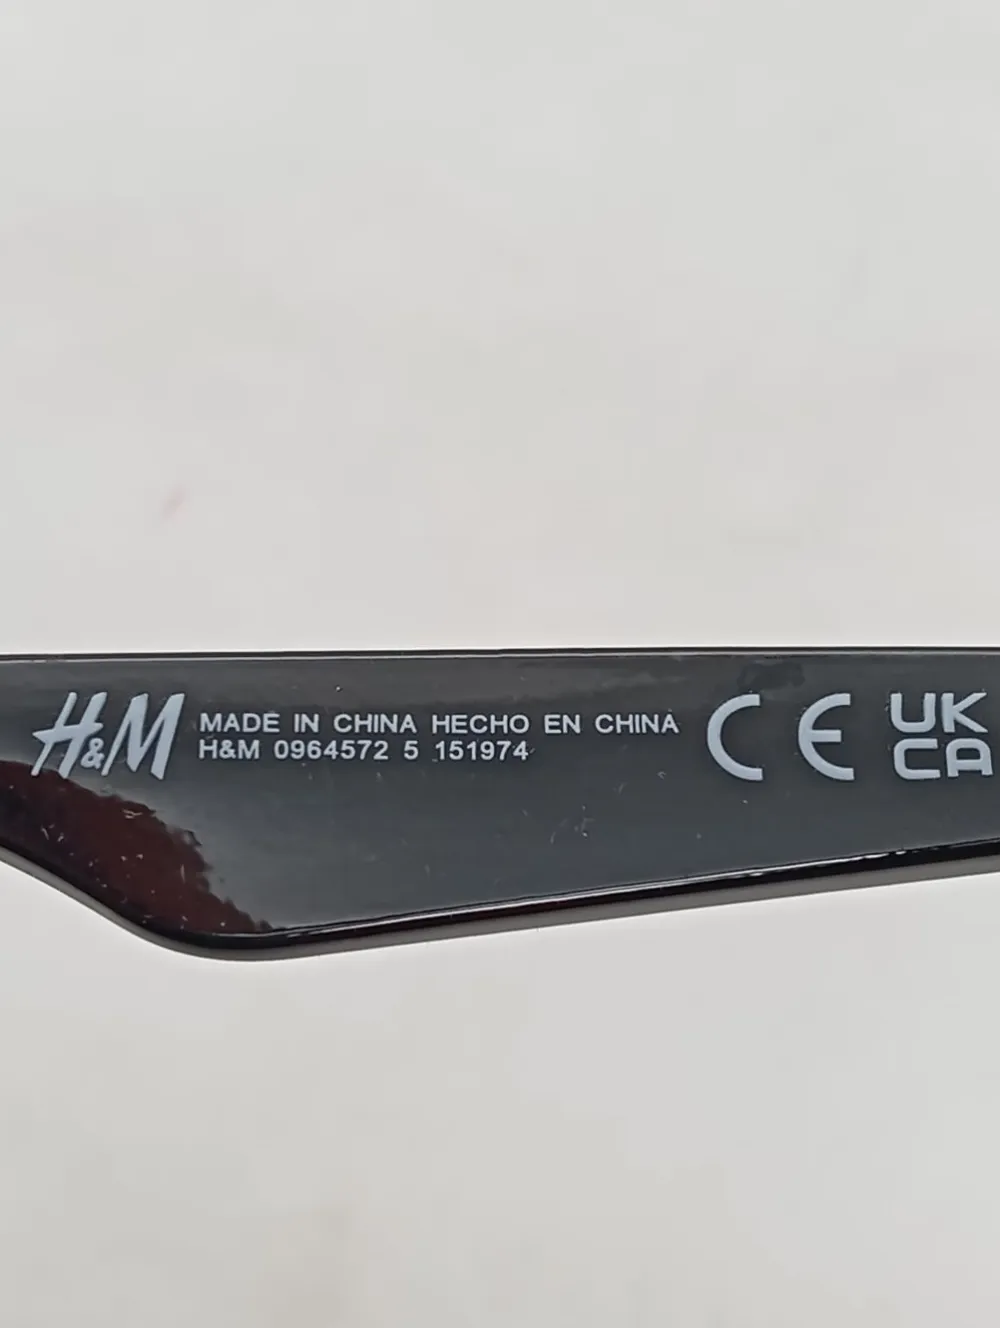 H&M
MADE IN CHINA HECHO EN CHINA
H&M 0964572 5 151974
CE
UK
CA